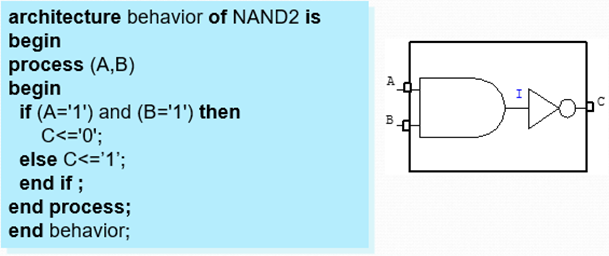 architecture behavior of NAND2 is
begin
process (A,B)
begin
if (A='1') and (B='1') then
C<='0';
else C<=’1’;
end if ;
end process;
end behavior;
A
B
I
C